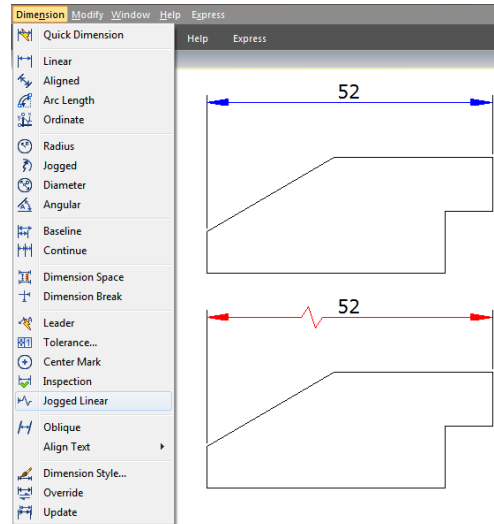 Dimension Modify Window Help Express
Quick Dimension
Help Express
Linear
Aligned
Arc Length
Ordinate
Radius
Jogged
Diameter
Angular
Baseline
Continue
Dimension Space
Dimension Break
Leader
Tolerance...
Center Mark
Inspection
Jogged Linear
Oblique
Align Text
Dimension Style...
Override
Update
52
52